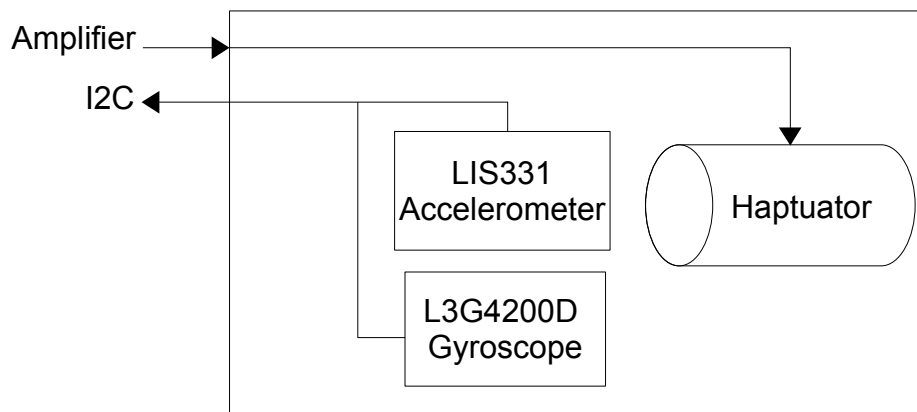 Amplifier
I2C
LIS331
Accelerometer
Haptuator
L3G4200D
Gyroscope